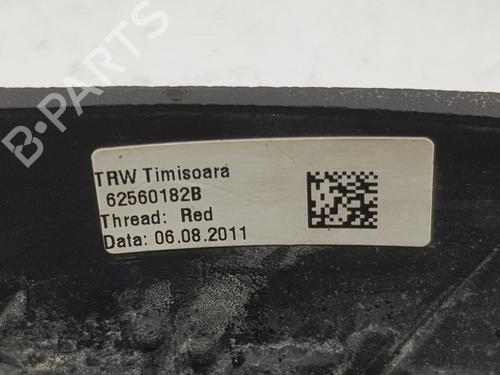 B-PARTS
TRW Timisoara
62560182B
Thread: Red
Data: 06.08.2011